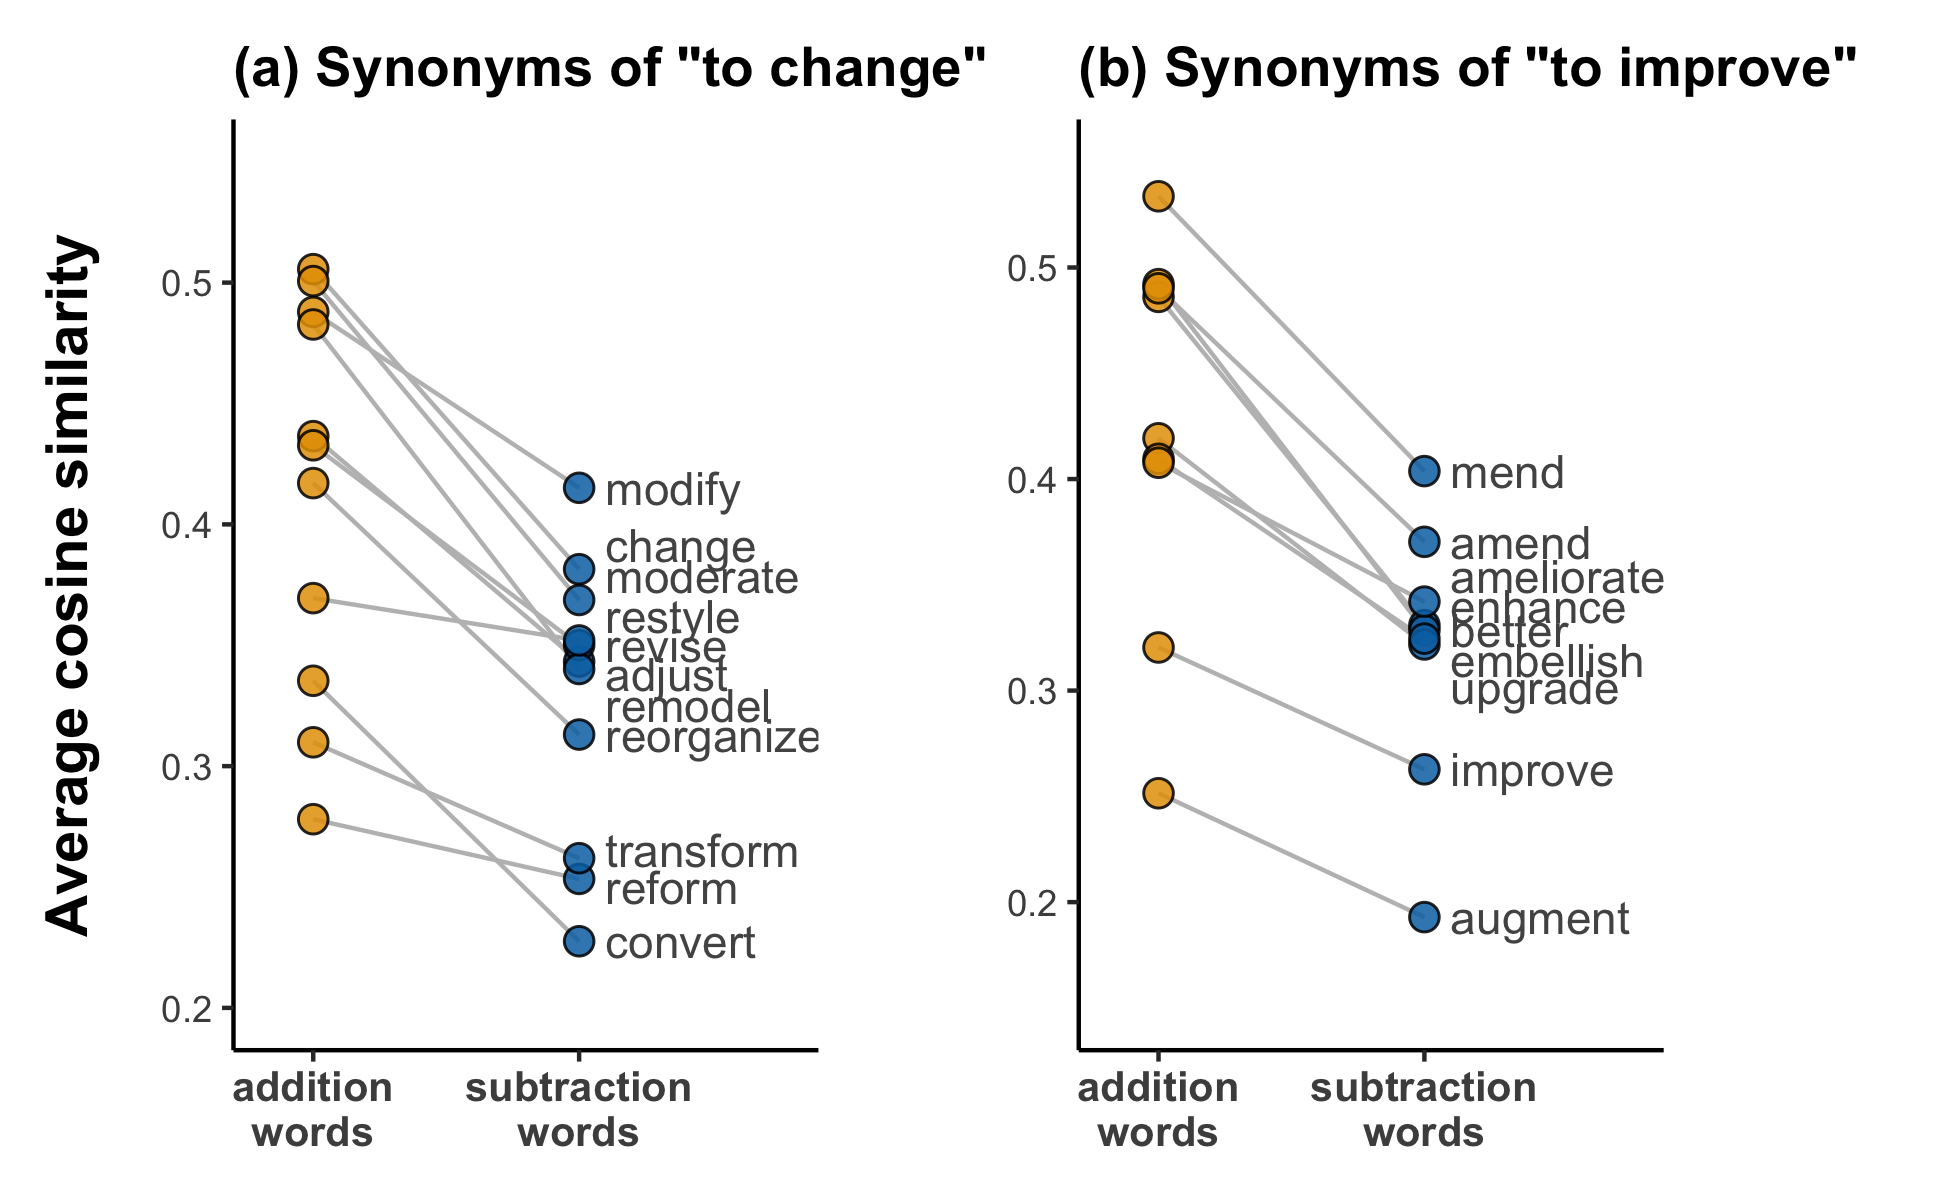 (a) Synonyms of "to change"
Average cosine similarity
0.5
0.4
0.3
0.2
modify
change
moderate
restyle
revise
adjust
remodel
reorganize
transform
reform
convert
addition words
subtraction words
(b) Synonyms of "to improve"
0.5
0.4
0.3
0.2
mend
amend
ameliorate
enhance
better
embellish
upgrade
improve
augment
addition words
subtraction words